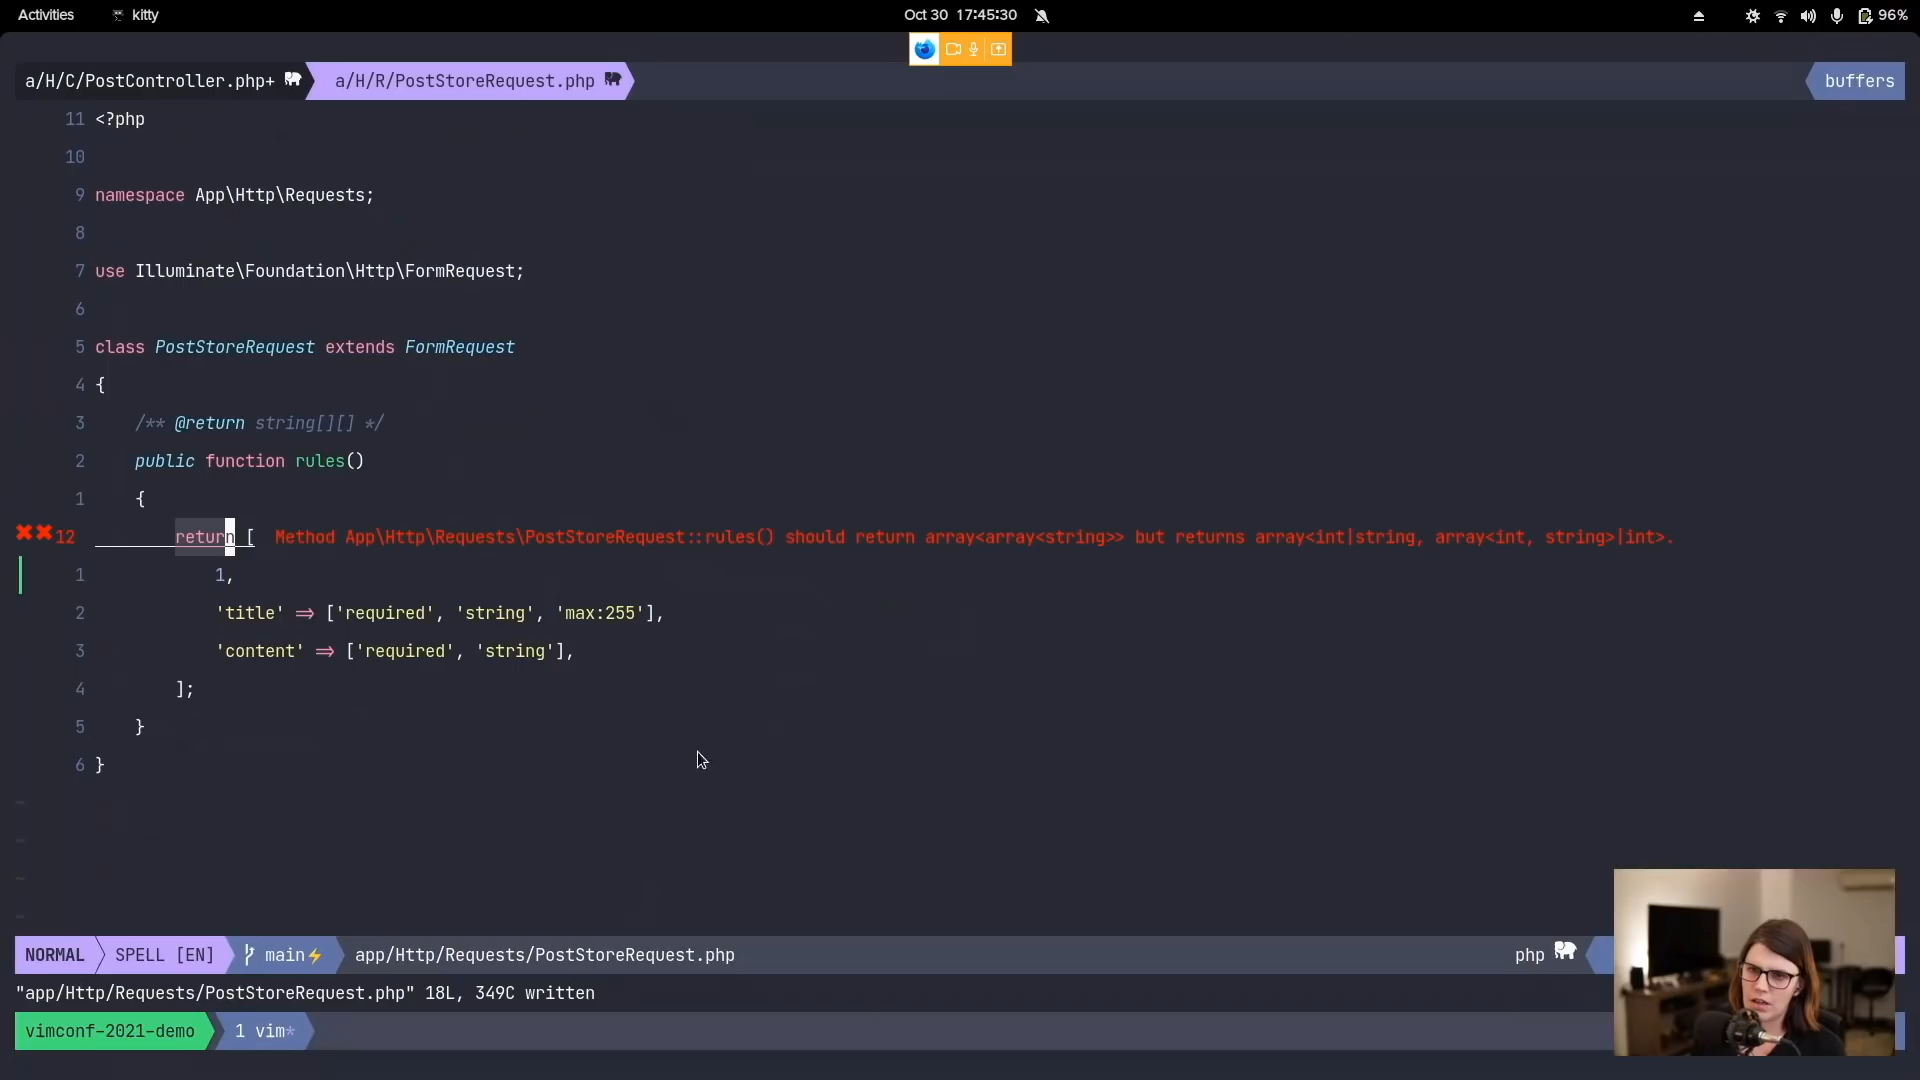 Activities kitty Oct 30 17:45:30 96%
a/H/C/PostController.php+ a/H/R/PostStoreRequest.php buffers
11 <?php
10
9 namespace App\Http\Requests;
8
7 use Illuminate\Foundation\Http\FormRequest;
6
5 class PostStoreRequest extends FormRequest
4 {
3 /** @return string[][] */
2 public function rules()
1 {
12 return [ Method App\Http\Requests\PostStoreRequest::rules() should return array<array<string>> but returns array<int|string, array<int, string>|int>.
1 1,
2 'title' => ['required', 'string', 'max:255'],
3 'content' => ['required', 'string'],
4 ];
5 }
6 }
~
~
~
~
NORMAL SPELL [EN] main⚡ app/Http/Requests/PostStoreRequest.php php
"app/Http/Requests/PostStoreRequest.php" 18L, 349C written
vimconf-2021-demo 1 vim*